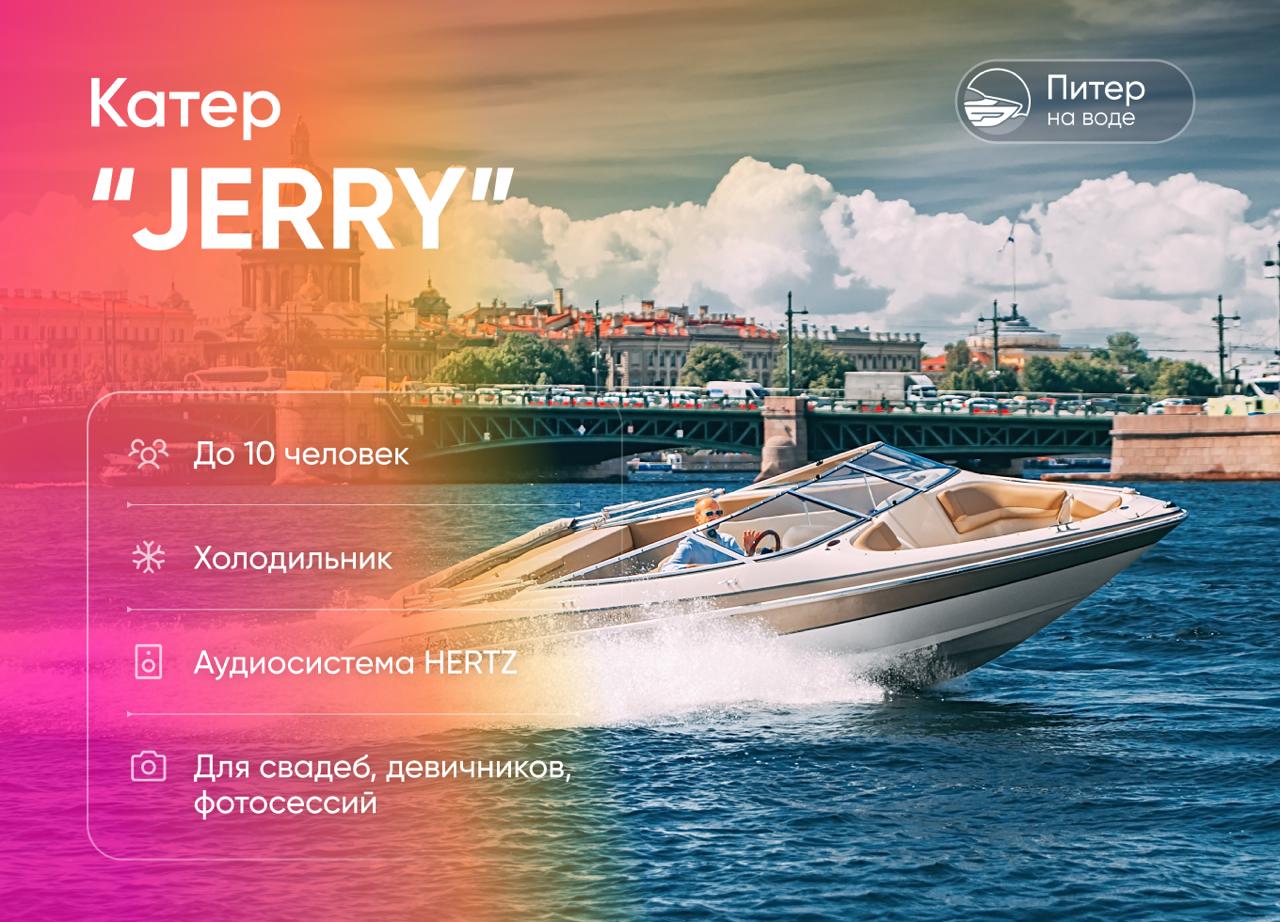 Катер
“JERRY”
Питер
на воде
До 10 человек
Холодильник
Аудиосистема HERTZ
Для свадеб, девичников,
фотосессий